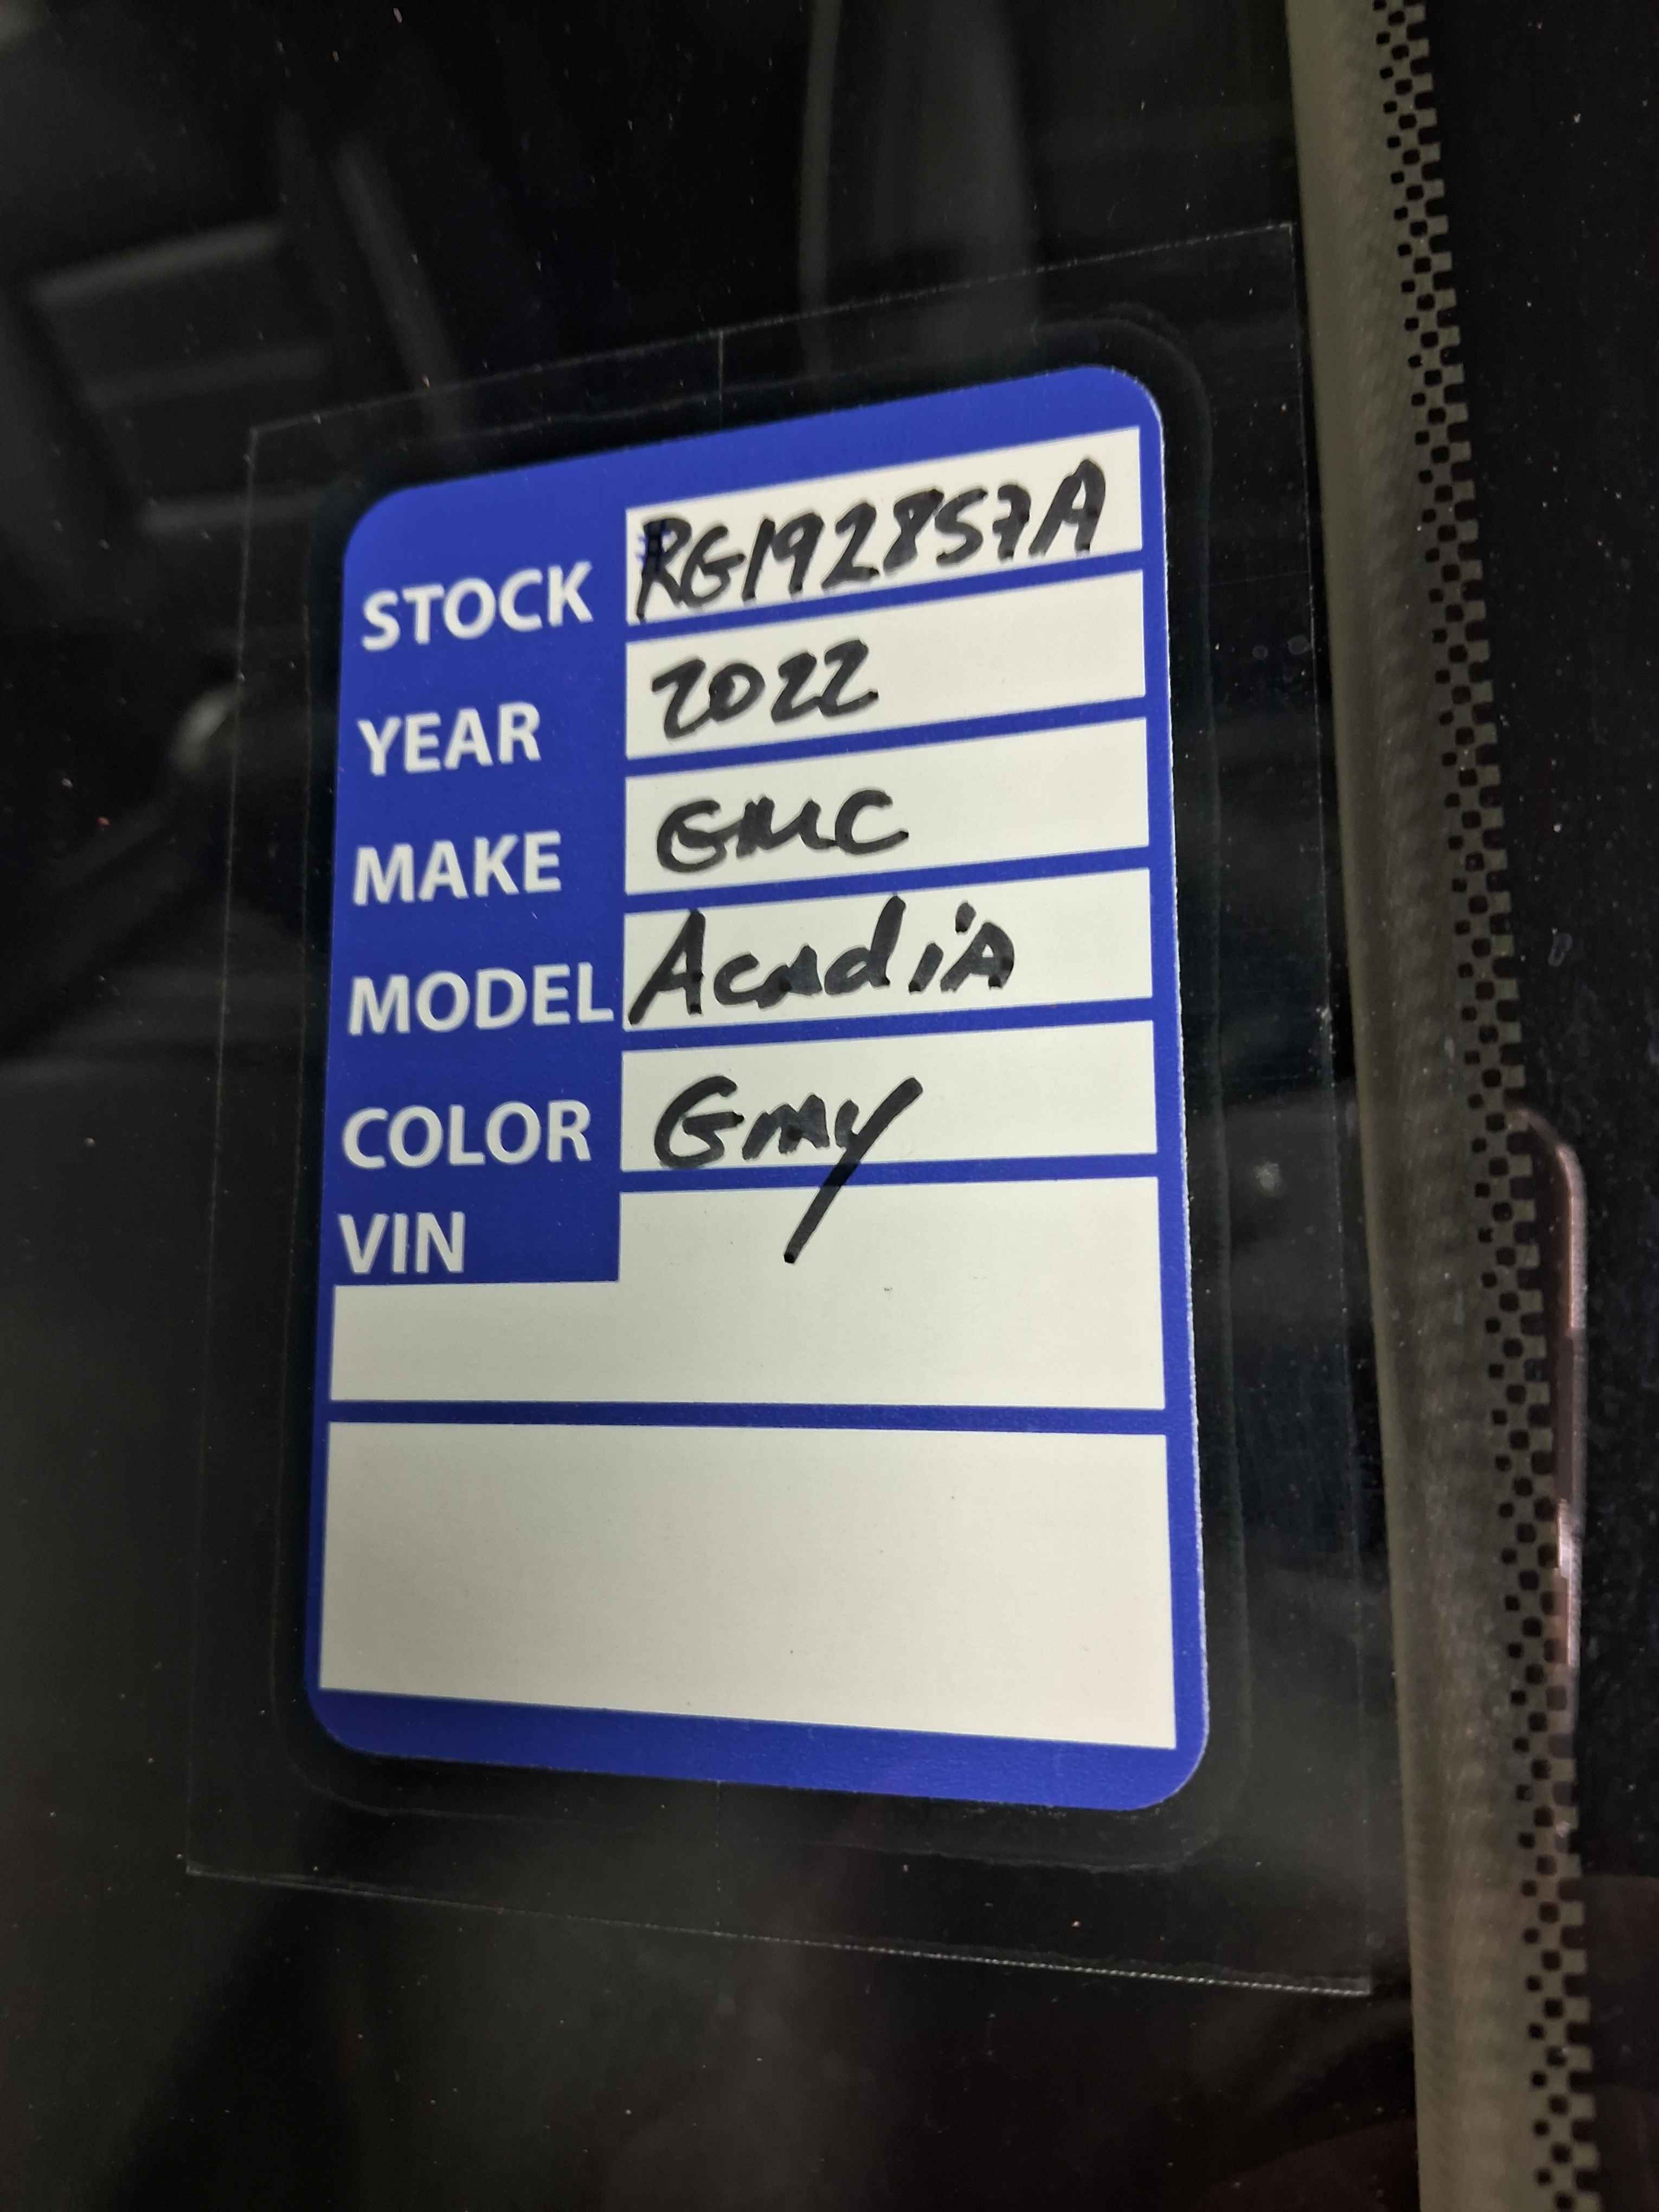 STOCK RG192857A
YEAR 2022
MAKE GMC
MODEL Acadia
COLOR Gray
VIN